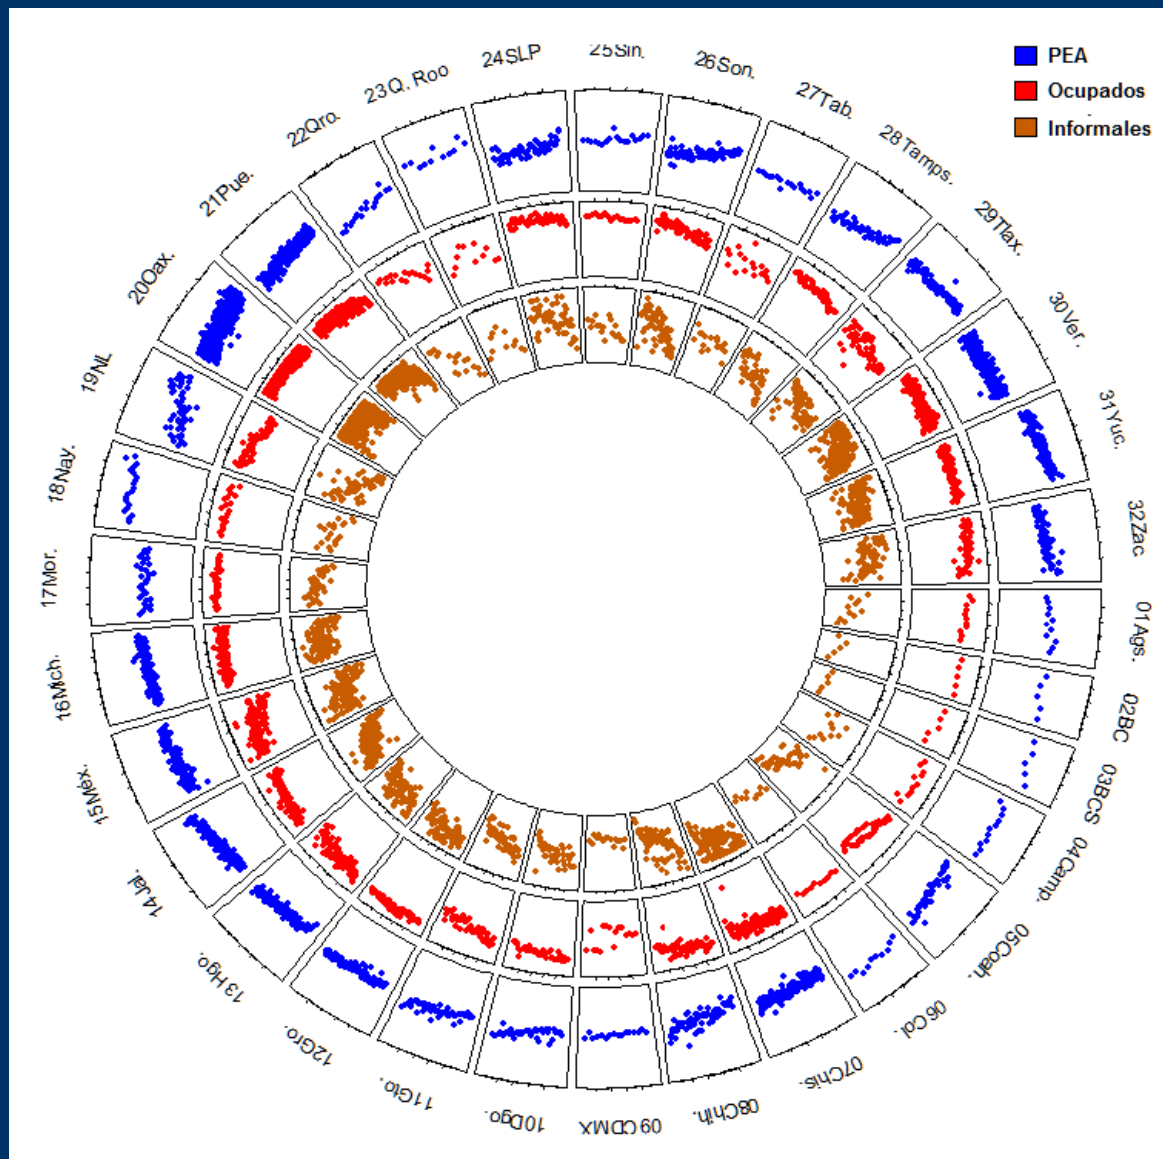 PEA
Ocupados
Informales
01Ags.
02BC
03BCS
04Camp.
05Coah.
06Col.
07Chis.
08Chih.
09CDMX
10Dgo.
11Gto.
12Gro.
13Hgo.
14Jal.
15Méx.
16Mich.
17Mor.
18Nay.
19NL
20Oax.
21Pue.
22Qro.
23Q. Roo
24SLP
25Sin.
26Son.
27Tab.
28Tamps.
29Tlax.
30Ver.
31Yuc.
32Zac